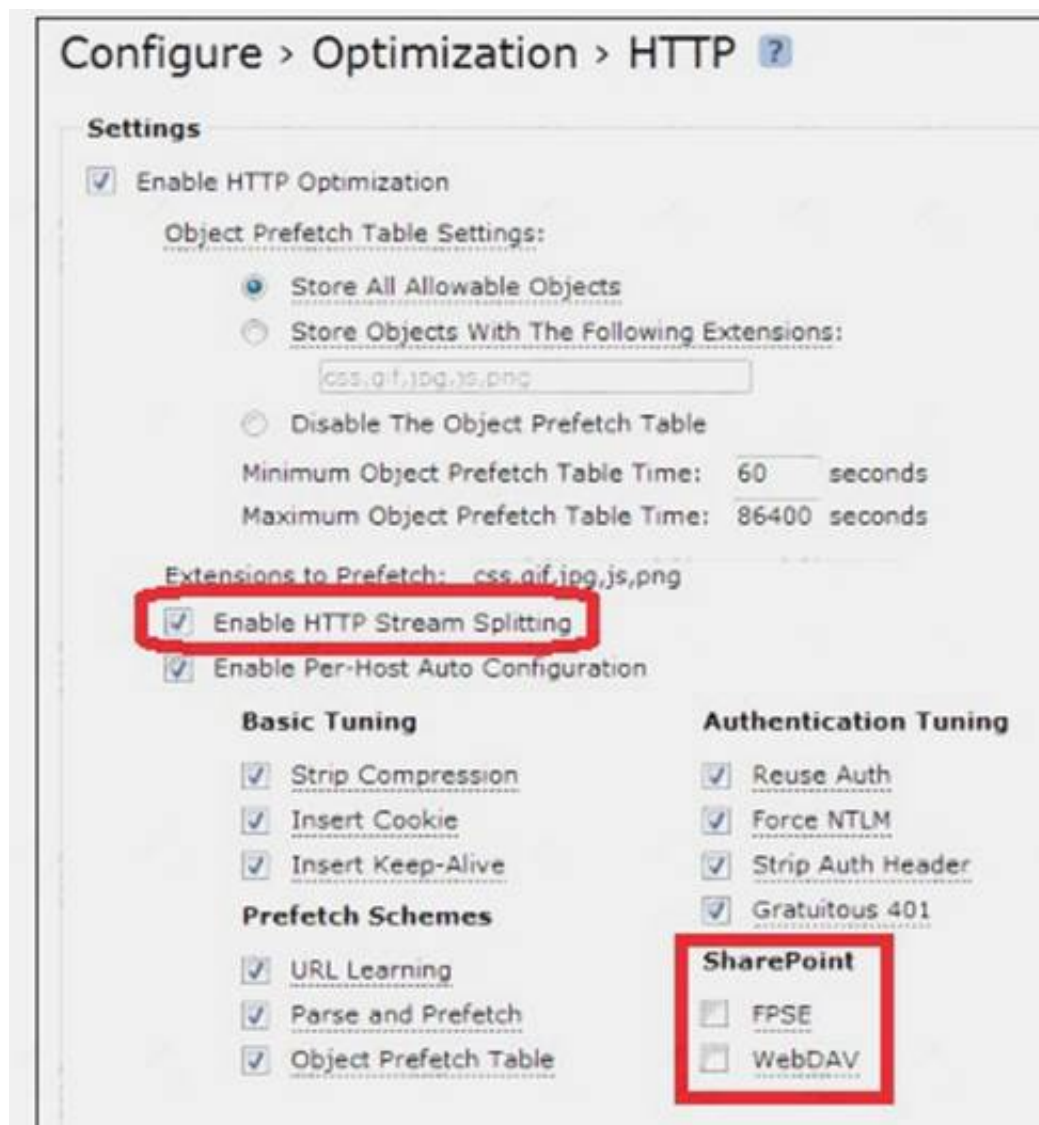 Configure > Optimization > HTTP ?
Settings
Enable HTTP Optimization
Object Prefetch Table Settings:
Store All Allowable Objects
Store Objects With The Following Extensions:
css,gif,jpg,js,png
Disable The Object Prefetch Table
Minimum Object Prefetch Table Time: 60 seconds
Maximum Object Prefetch Table Time: 86400 seconds
Extensions to Prefetch: css,gif,jpg,js,png
Enable HTTP Stream Splitting
Enable Per-Host Auto Configuration
Basic Tuning
Strip Compression
Insert Cookie
Insert Keep-Alive
Prefetch Schemes
URL Learning
Parse and Prefetch
Object Prefetch Table
Authentication Tuning
Reuse Auth
Force NTLM
Strip Auth Header
Gratuitous 401
SharePoint
FPSE
WebDAV